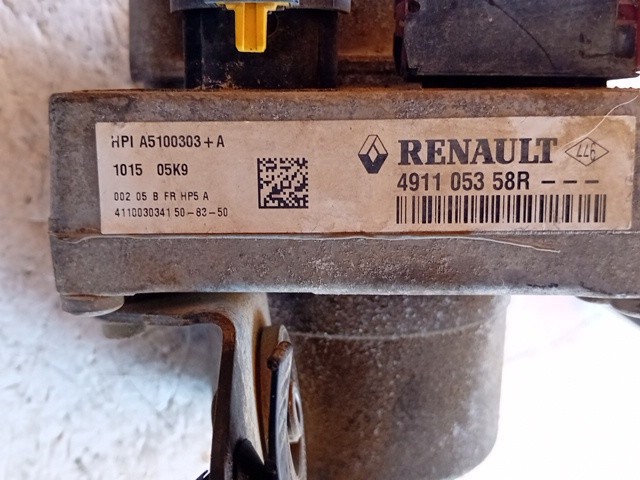 HPI A5100303+A
1015 05K9
002 05 B FR HP5 A
4110030341 50-83-50
RENAULT
977
4911 053 58R ---